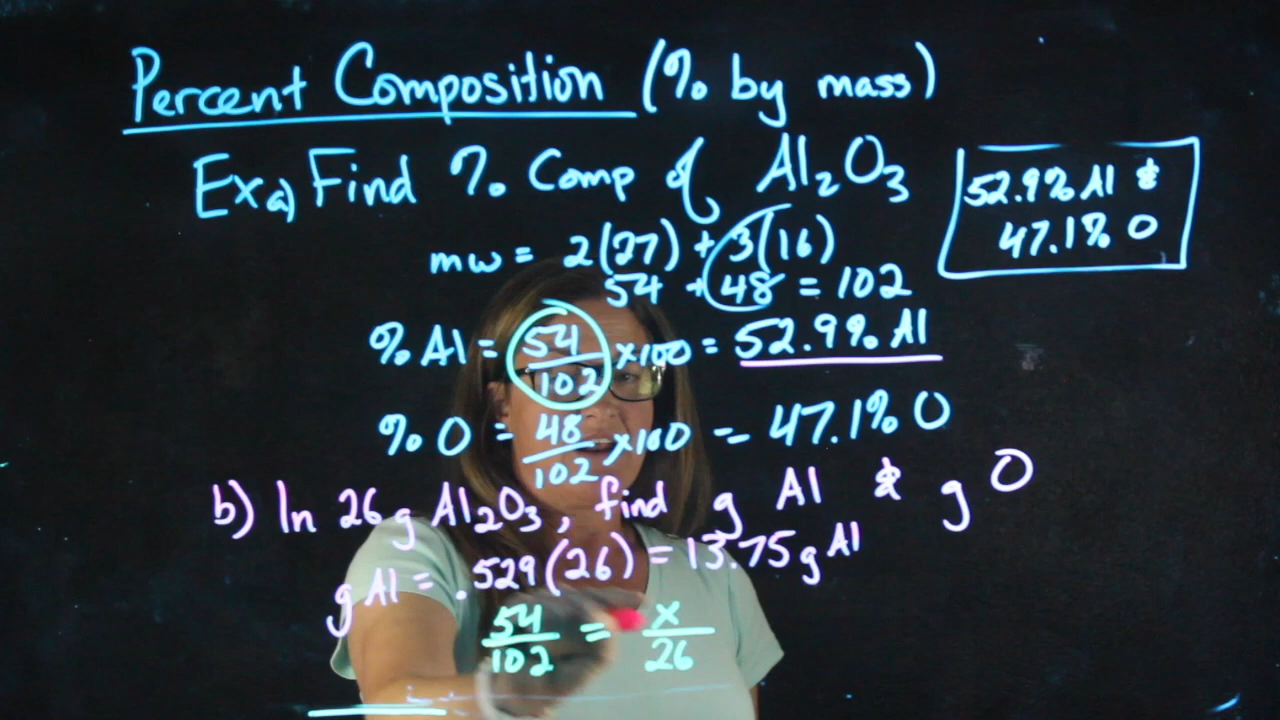 Percent Composition (% by mass)
Ex a) Find % Comp of Al₂O₃
52.9% Al &
47.1% O
mw = 2(27) + 3(16)
54 + 48 = 102
% Al = 54/102 x100 = 52.9% Al
% O = 48/102 x100 = 47.1% O
b) In 26 g Al₂O₃, find g Al & g O
g Al = .529(26) = 13.75 g Al
54/102 = x/26